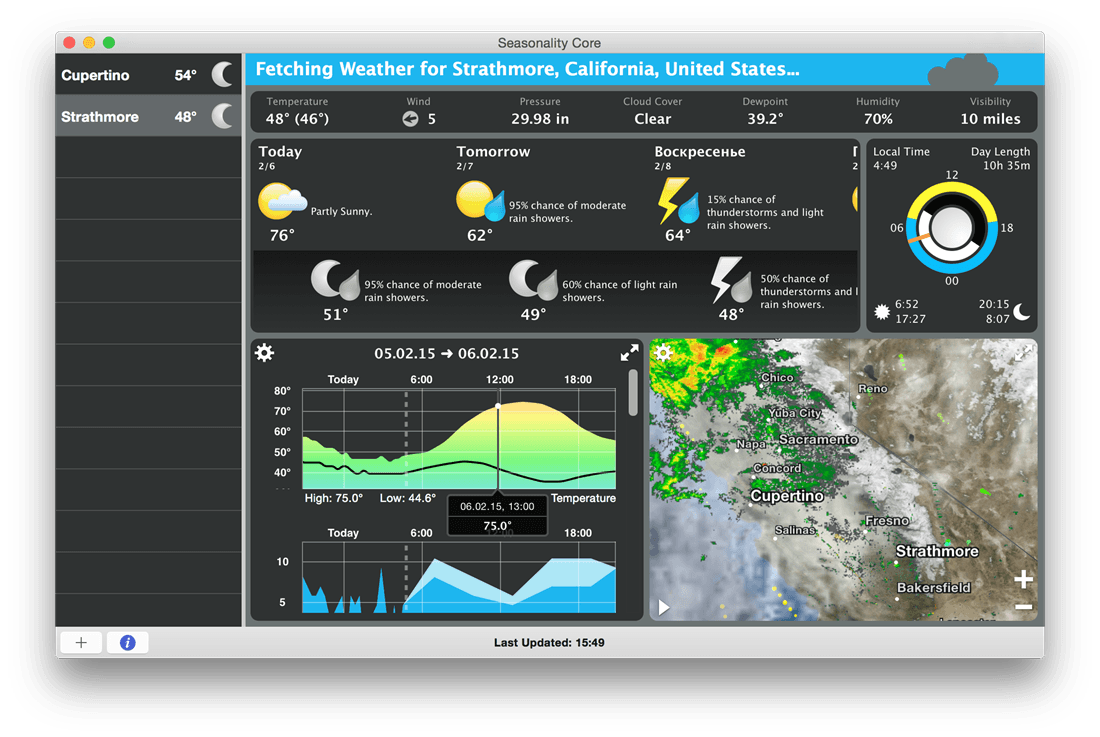 Seasonality Core
Cupertino 54°
Strathmore 48°
Fetching Weather for Strathmore, California, United States...
Temperature Wind Pressure Cloud Cover Dewpoint Humidity Visibility
48° (46°) 5 29.98 in Clear 39.2° 70% 10 miles
Today Tomorrow Воскресенье
2/6 2/7 2/8 2
Partly Sunny.
95% chance of moderate
rain showers.
15% chance of
thunderstorms and light
rain showers.
76° 62° 64°
95% chance of moderate
rain showers.
60% chance of light rain
showers.
50% chance of
thunderstorms and l
rain showers.
51° 49° 48°
Local Time Day Length
4:49 10h 35m
12
06 18
00
6:52 20:15
17:27 8:07
05.02.15 ➔ 06.02.15
Today 6:00 12:00 18:00
80°
70°
60°
50°
40°
High: 75.0° Low: 44.6° Temperature
06.02.15, 13:00
75.0°
Today 6:00 12:00 18:00
10
5
Chico
Reno
Yuba City
Napa Sacramento
Concord
Cupertino
Salinas Fresno
Strathmore
Bakersfield
Lancaster
+
−
+ i
Last Updated: 15:49